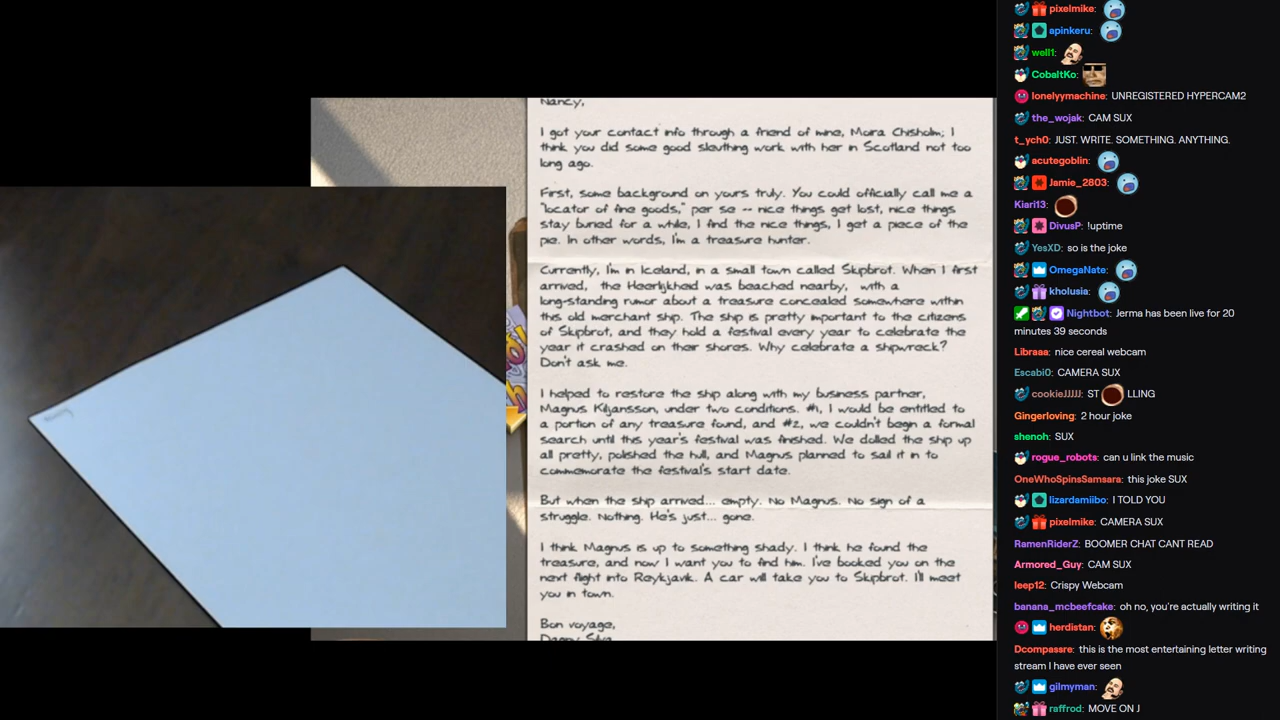 Nancy,
I got your contact info through a friend of mine, Moira Chisholm; I
think you did some good sleuthing work with her in Scotland not too
long ago.
First, some background on yours truly. You could officially call me a
"locator of fine goods," per se -- nice things get lost, nice things
stay buried for a while, I find the nice things, I get a piece of the
pie. In other words, I'm a treasure hunter.
Currently, I'm in Iceland, in a small town called Skipbrot. When I first
arrived, the Heerlijkheid was beached nearby, with a
long-standing rumor about a treasure concealed somewhere within
this old merchant ship. The ship is pretty important to the citizens
of Skipbrot, and they hold a festival every year to celebrate the
year it crashed on their shores. Why celebrate a shipwreck?
Don't ask me.
I helped to restore the ship along with my business partner,
Magnus Kiljansson, under two conditions. #1, I would be entitled to
a portion of any treasure found, and #2, we couldn't begin a formal
search until this year's festival was finished. We dolled the ship up
all pretty, polished the hull, and Magnus planned to sail it in to
commemorate the festival's start date.
But when the ship arrived... empty. No Magnus. No sign of a
struggle. Nothing. He's just... gone.
I think Magnus is up to something shady. I think he found the
treasure, and now I want you to find him. I've booked you on the
next flight into Reykjavik. A car will take you to Skipbrot. I'll meet
you in town.
Bon voyage,
Dagny Silva
pixelmike:
apinkeru:
well1:
CobaltKo:
lonelyymachine: UNREGISTERED HYPERCAM2
the_wojak: CAM SUX
t_ych0: JUST. WRITE. SOMETHING. ANYTHING.
acutegoblin:
Jamie_2803:
Kiari13:
DivusP: !uptime
YesXD: so is the joke
OmegaNate:
kholusia:
Nightbot: Jerma has been live for 20
minutes 39 seconds
Libraaa: nice cereal webcam
Escabi0: CAMERA SUX
cookieJJJJJ: ST LLING
Gingerloving: 2 hour joke
shenoh: SUX
rogue_robots: can u link the music
OneWhoSpinsSamsara: this joke SUX
lizardamiibo: I TOLD YOU
pixelmike: CAMERA SUX
RamenRiderZ: BOOMER CHAT CANT READ
Armored_Guy: CAM SUX
leep12: Crispy Webcam
banana_mcbeefcake: oh no, you're actually writing it
herdistan:
Dcompassre: this is the most entertaining letter writing
stream I have ever seen
gilmyman:
raffrod: MOVE ON J